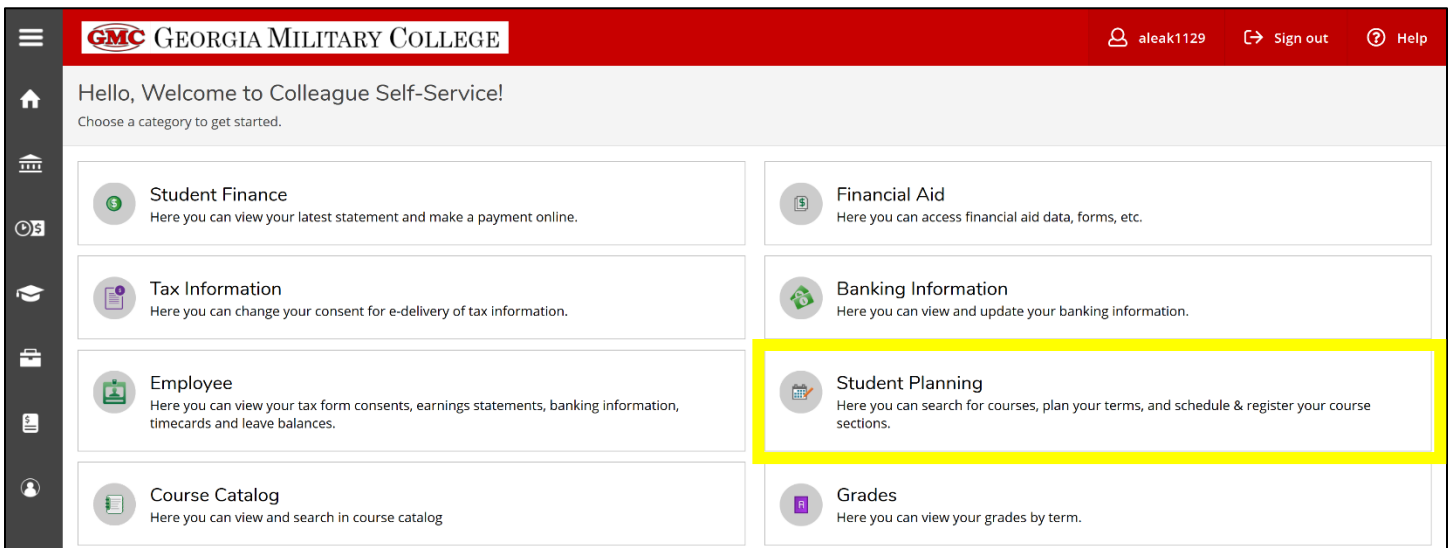 GMC GEORGIA MILITARY COLLEGE
aleak1129
Sign out
Help
Hello, Welcome to Colleague Self-Service!
Choose a category to get started.
Student Finance
Here you can view your latest statement and make a payment online.
Financial Aid
Here you can access financial aid data, forms, etc.
Tax Information
Here you can change your consent for e-delivery of tax information.
Banking Information
Here you can view and update your banking information.
Employee
Here you can view your tax form consents, earnings statements, banking information,
timecards and leave balances.
Student Planning
Here you can search for courses, plan your terms, and schedule & register your course
sections.
Course Catalog
Here you can view and search in course catalog
Grades
Here you can view your grades by term.